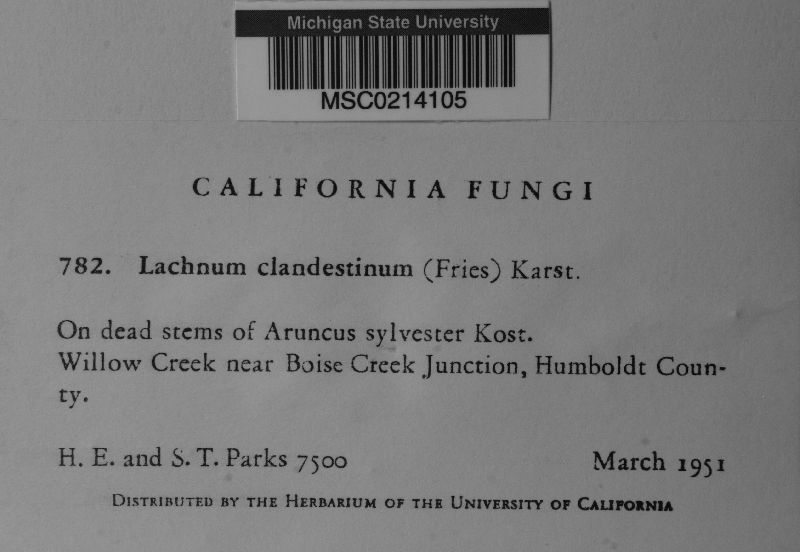 Michigan State University
MSC0214105
CALIFORNIA FUNGI
782. Lachnum clandestinum (Fries) Karst.
On dead stems of Aruncus sylvester Kost.
Willow Creek near Boise Creek Junction, Humboldt Coun-
ty.
H. E. and S. T. Parks 7500 March 1951
DISTRIBUTED BY THE HERBARIUM OF THE UNIVERSITY OF CALIFORNIA